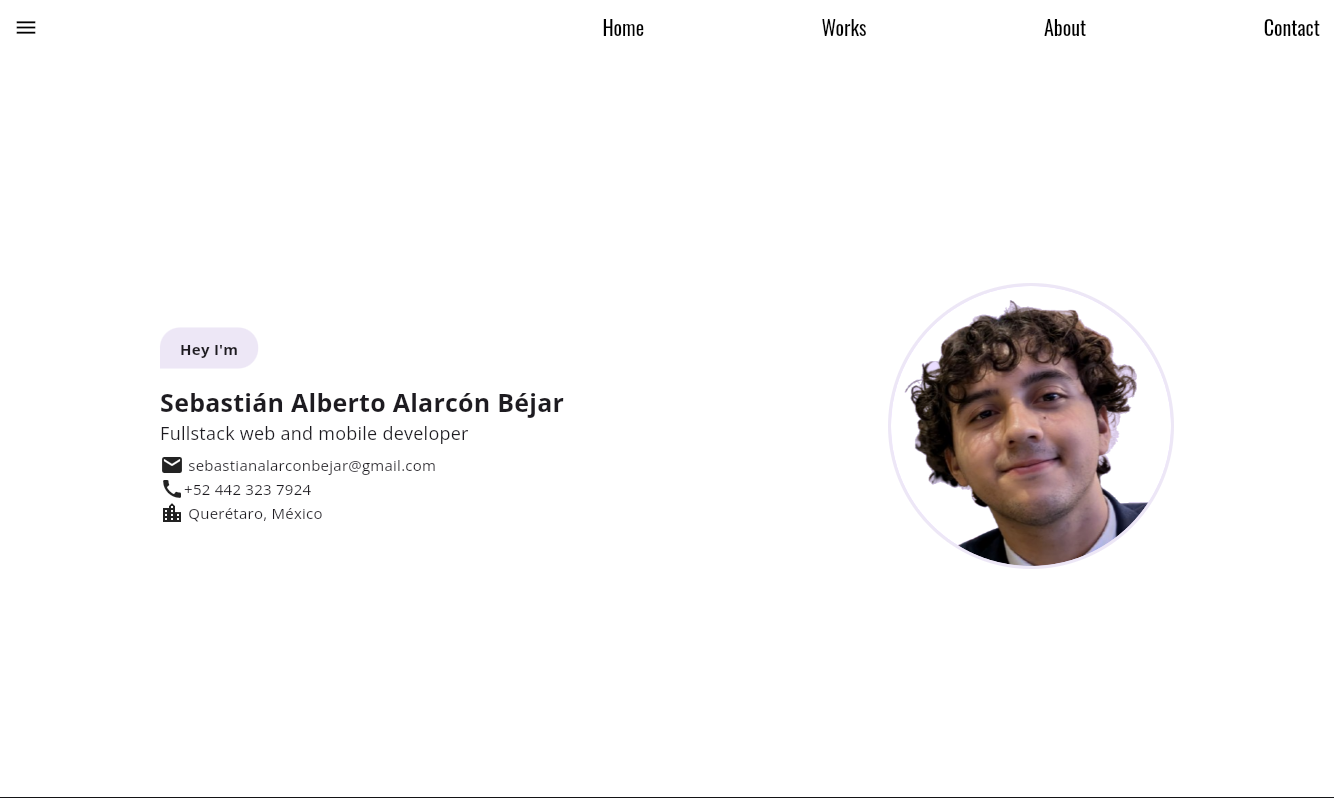 Home
Works
About
Contact
Hey I'm
Sebastián Alberto Alarcón Béjar
Fullstack web and mobile developer
sebastianalarconbejar@gmail.com
+52 442 323 7924
Querétaro, México